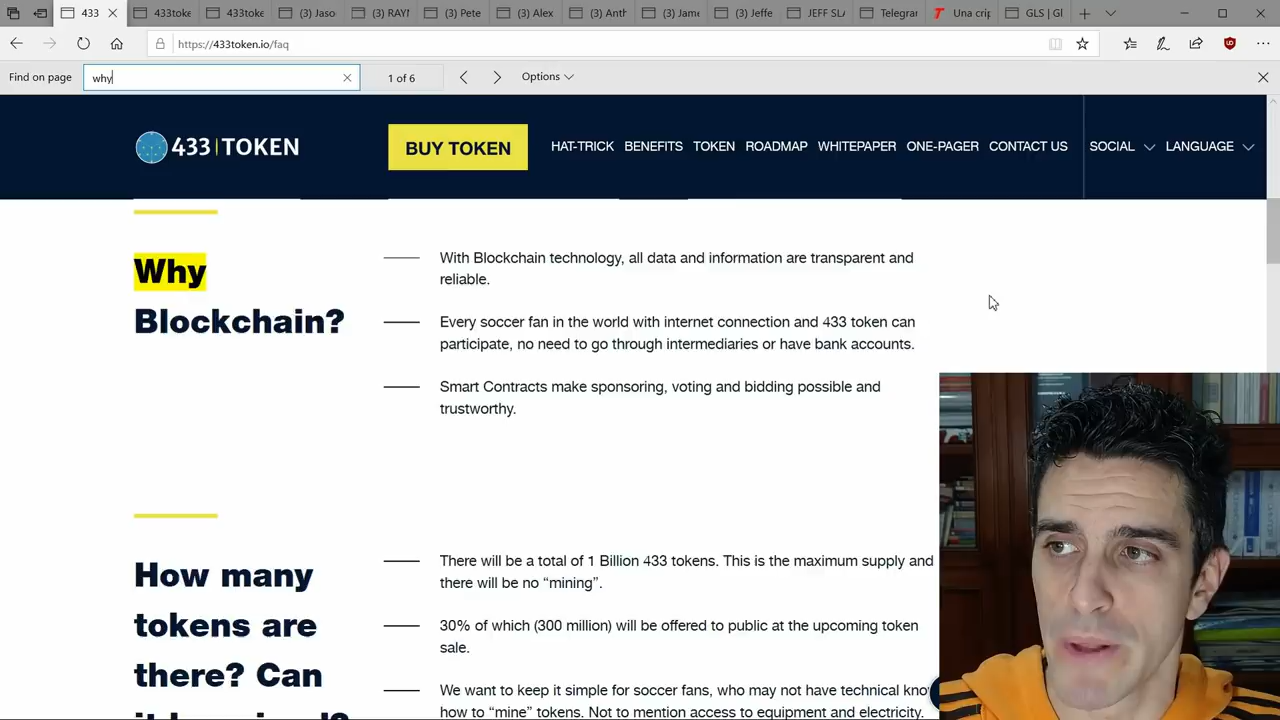 433
433toke
433toke
(3) Jaso
(3) RAYM
(3) Pete
(3) Alex
(3) Anth
(3) Jame
(3) Jeffe
JEFF SLA
Telegram
Una crip
GLS | Gl
https://433token.io/faq
Find on page
why
1 of 6
Options
433|TOKEN
BUY TOKEN
HAT-TRICK
BENEFITS
TOKEN
ROADMAP
WHITEPAPER
ONE-PAGER
CONTACT US
SOCIAL
LANGUAGE
Why
Blockchain?
With Blockchain technology, all data and information are transparent and
reliable.
Every soccer fan in the world with internet connection and 433 token can
participate, no need to go through intermediaries or have bank accounts.
Smart Contracts make sponsoring, voting and bidding possible and
trustworthy.
How many
tokens are
there? Can
There will be a total of 1 Billion 433 tokens. This is the maximum supply and
there will be no “mining”.
30% of which (300 million) will be offered to public at the upcoming token
sale.
We want to keep it simple for soccer fans, who may not have technical kno
how to “mine” tokens. Not to mention access to equipment and electricity.